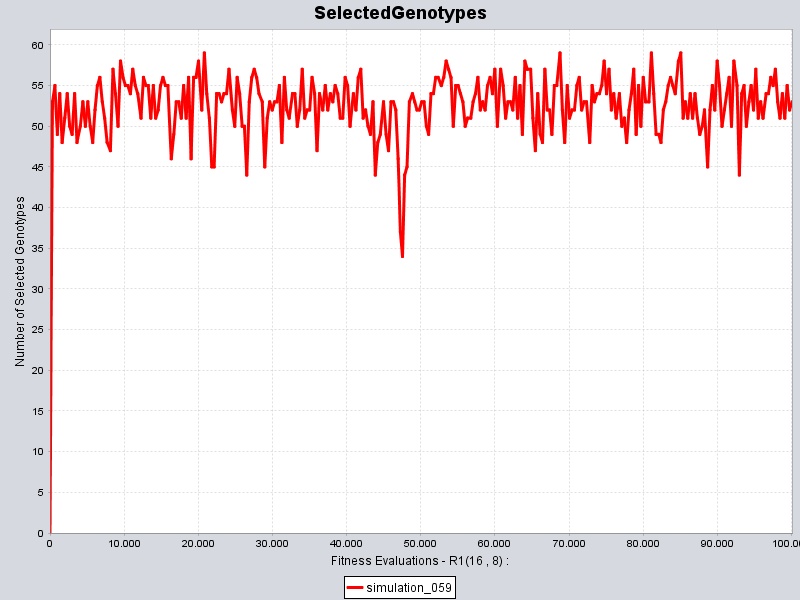 SelectedGenotypes
Number of Selected Genotypes
60
55
50
45
40
35
30
25
20
15
10
5
0
0 10.000 20.000 30.000 40.000 50.000 60.000 70.000 80.000 90.000 100.00
Fitness Evaluations - R1(16 , 8) :
simulation_059